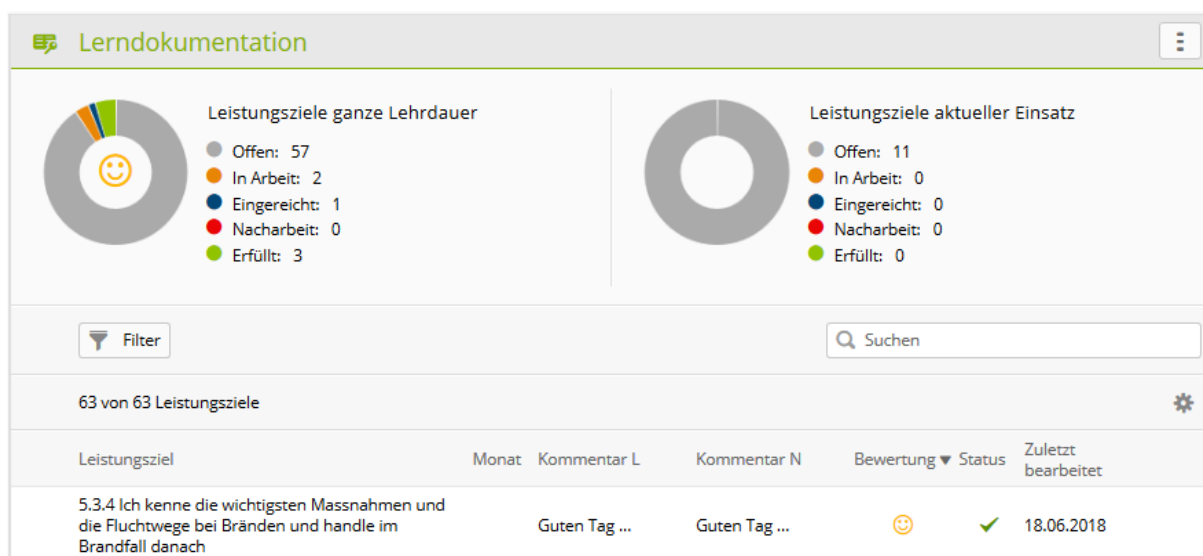 Lerndokumentation
Leistungsziele ganze Lehrdauer
Offen: 57
In Arbeit: 2
Eingereicht: 1
Nacharbeit: 0
Erfüllt: 3
Leistungsziele aktueller Einsatz
Offen: 11
In Arbeit: 0
Eingereicht: 0
Nacharbeit: 0
Erfüllt: 0
Filter
Suchen
63 von 63 Leistungsziele
Leistungsziel Monat Kommentar L Kommentar N Bewertung Status Zuletzt
bearbeitet
5.3.4 Ich kenne die wichtigsten Massnahmen und
die Fluchtwege bei Bränden und handle im Guten Tag ... Guten Tag ... 18.06.2018
Brandfall danach